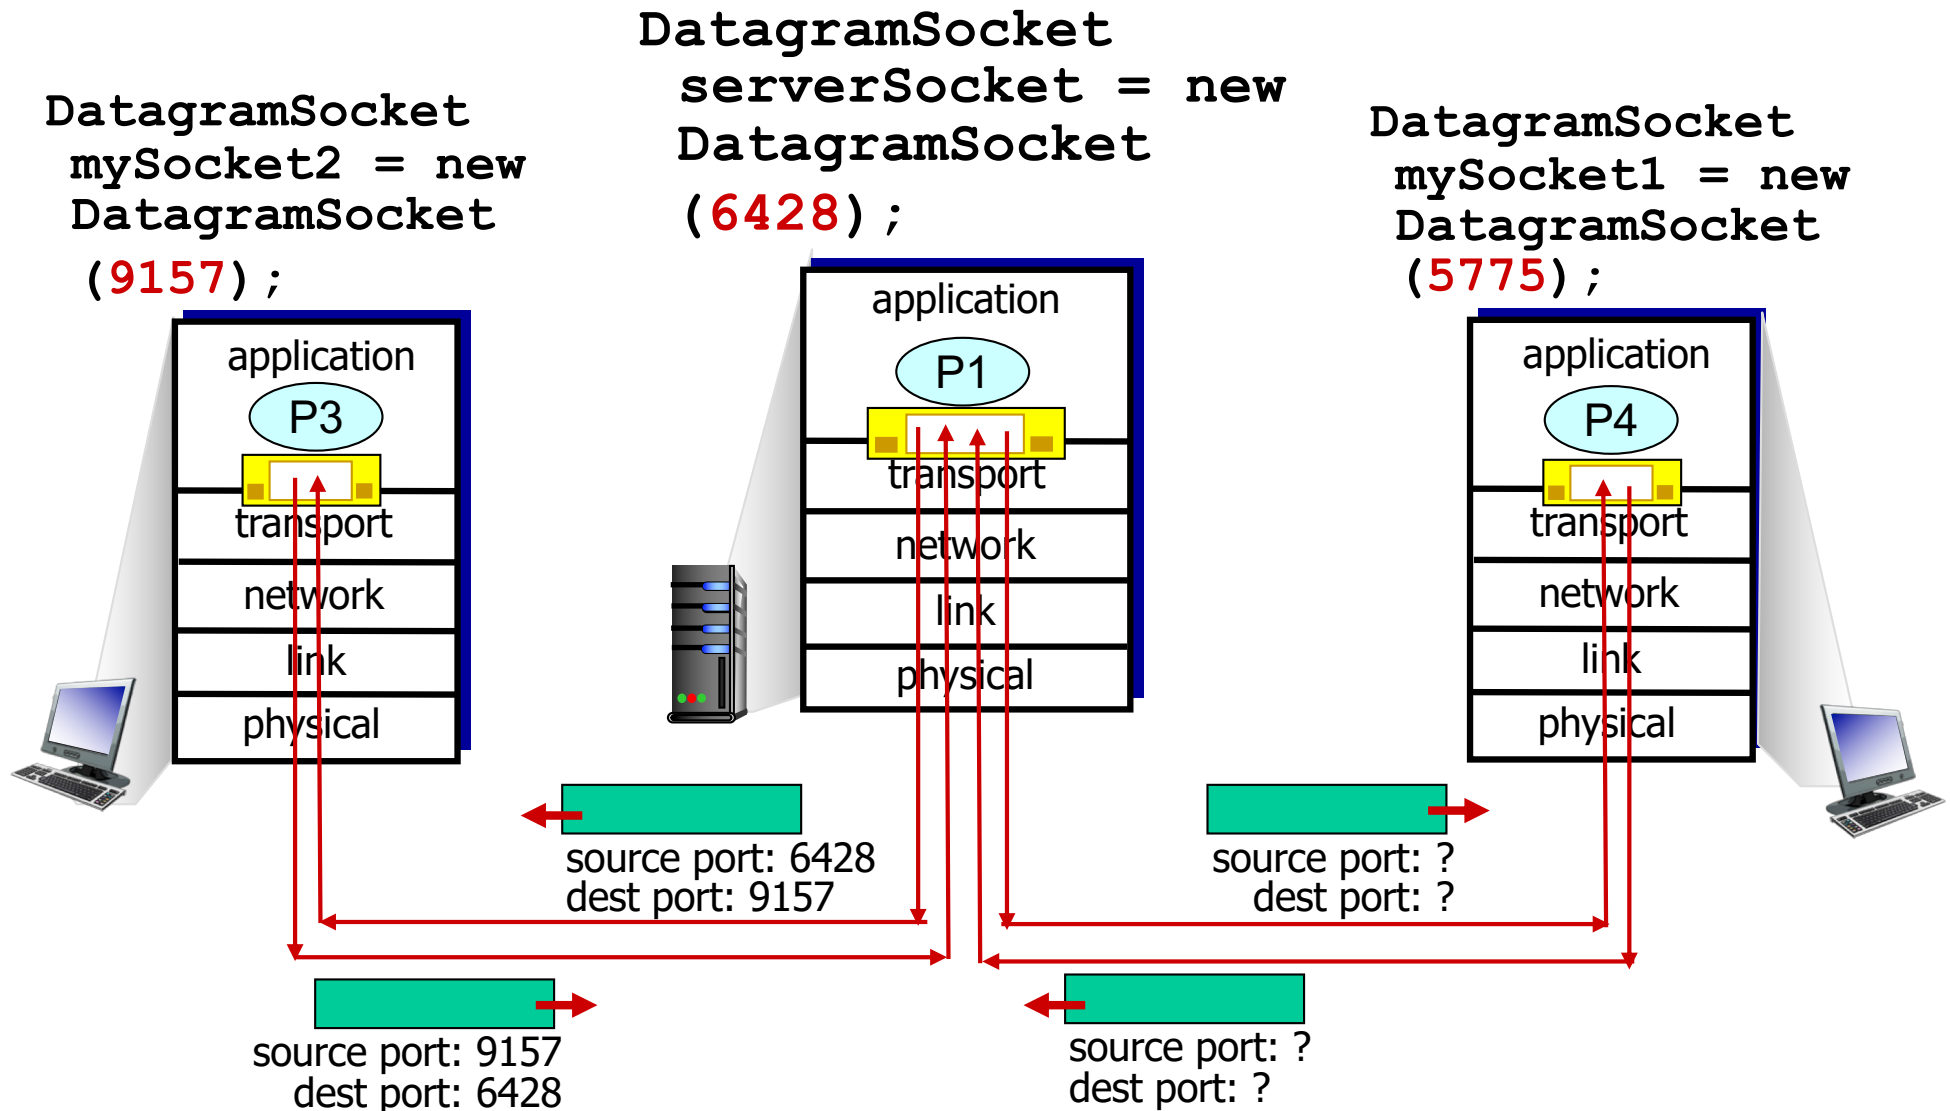 DatagramSocket
mySocket2 = new
DatagramSocket
(9157);
DatagramSocket
serverSocket = new
DatagramSocket
(6428);
DatagramSocket
mySocket1 = new
DatagramSocket
(5775);
application
P3
transport
network
link
physical
application
P1
transport
network
link
physical
application
P4
transport
network
link
physical
source port: 6428
dest port: 9157
source port: ?
dest port: ?
source port: 9157
dest port: 6428
source port: ?
dest port: ?